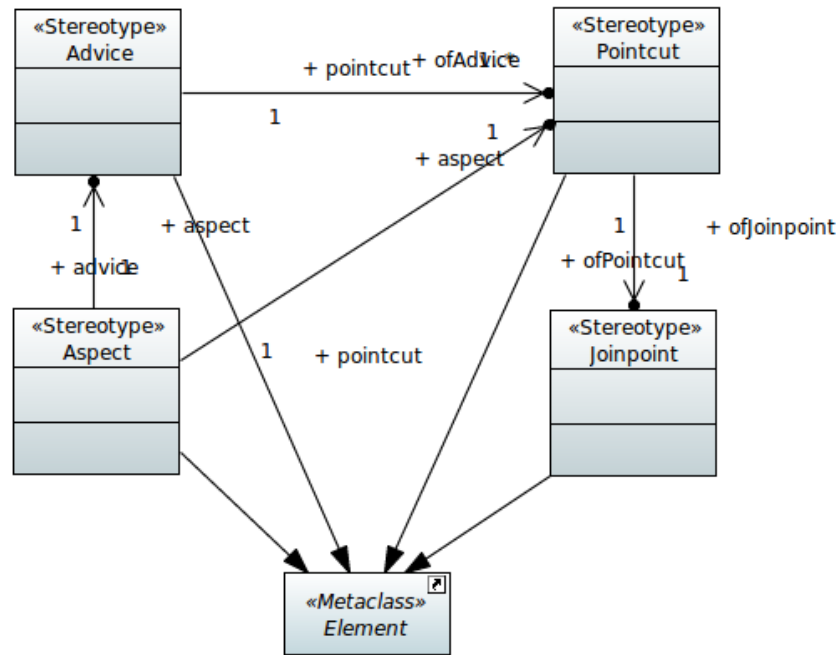 «Stereotype»
Advice
«Stereotype»
Pointcut
+ pointcut
+ ofAdvice
1..*
1
1
+ aspect
1
+ aspect
+ advice
1
1
+ ofJoinpoint
+ ofPointcut
1
«Stereotype»
Aspect
«Stereotype»
Joinpoint
1
+ pointcut
«Metaclass»
Element